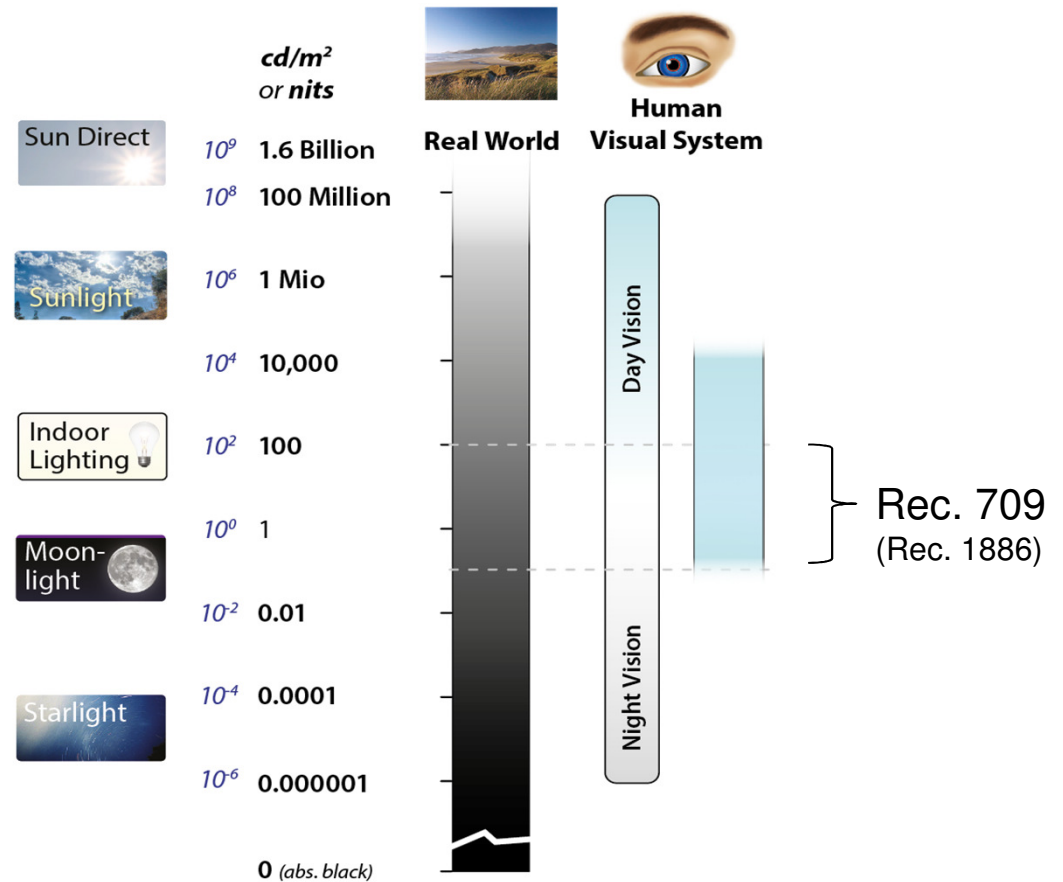 cd/m²
or nits
Real World
Human
Visual System
Sun Direct
10⁹ 1.6 Billion
10⁸ 100 Million
Sunlight
10⁶ 1 Mio
10⁴ 10,000
Indoor
Lighting
10² 100
10⁰ 1
Moon-
light
10⁻² 0.01
Starlight
10⁻⁴ 0.0001
10⁻⁶ 0.000001
0 (abs. black)
Day Vision
Night Vision
Rec. 709
(Rec. 1886)